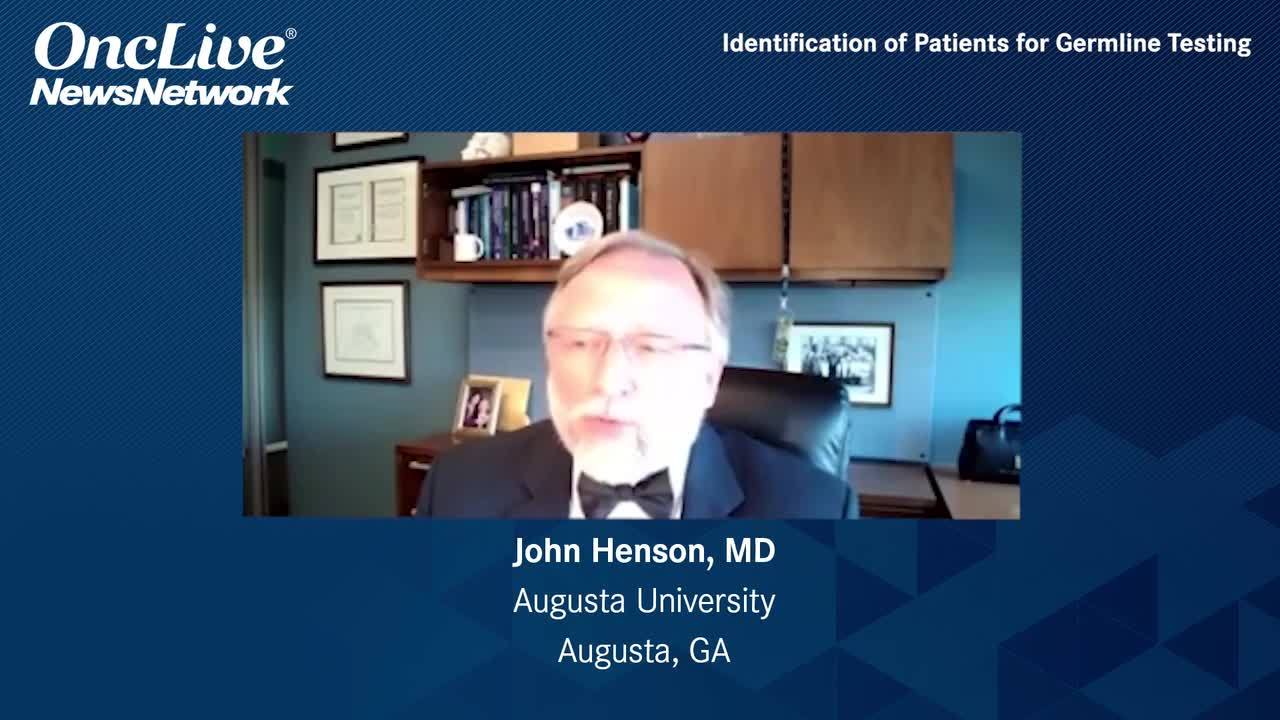 OncLive®
NewsNetwork
Identification of Patients for Germline Testing
John Henson, MD
Augusta University
Augusta, GA